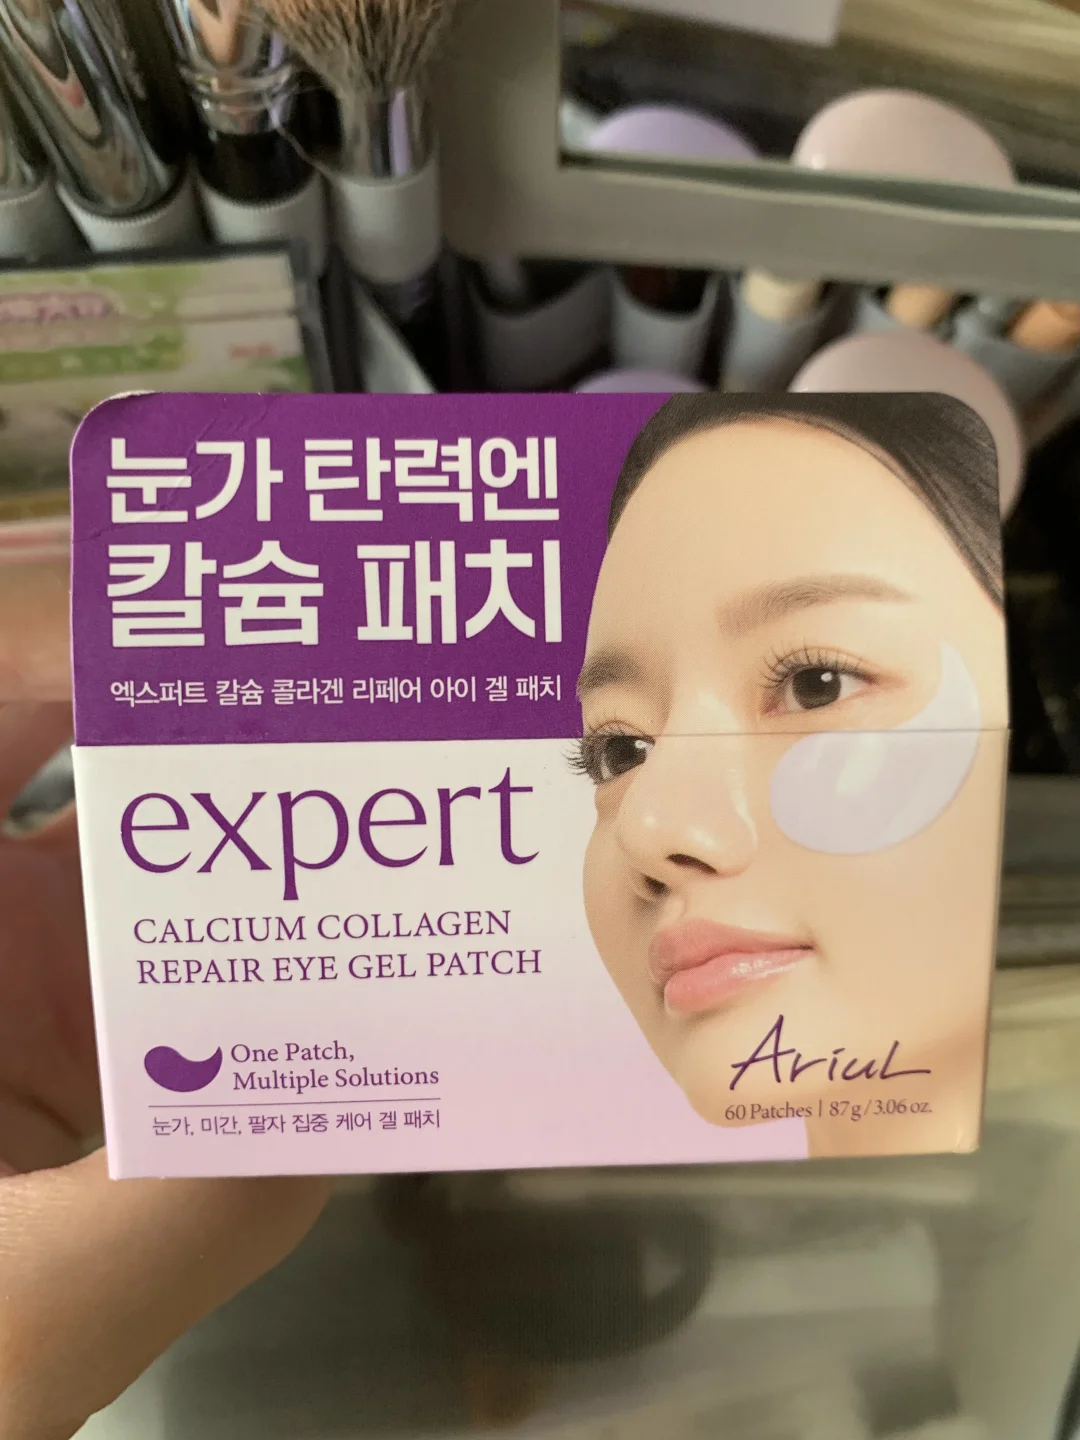 눈가 탄력엔
칼슘 패치
엑스퍼트 칼슘 콜라겐 리페어 아이 겔 패치
expert
CALCIUM COLLAGEN
REPAIR EYE GEL PATCH
One Patch,
Multiple Solutions
눈가, 미간, 팔자 집중 케어 겔 패치
Ariul
60 Patches | 87g/3.06 oz.